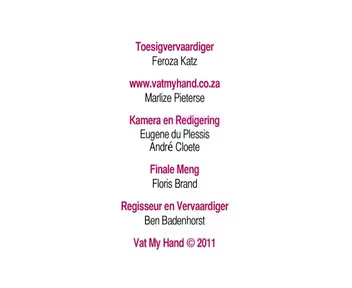 Toesigvervaardiger
Feroza Katz
www.vatmyhand.co.za
Marlize Pieterse
Kamera en Redigering
Eugene du Plessis
André Cloete
Finale Meng
Floris Brand
Regisseur en Vervaardiger
Ben Badenhorst
Vat My Hand © 2011